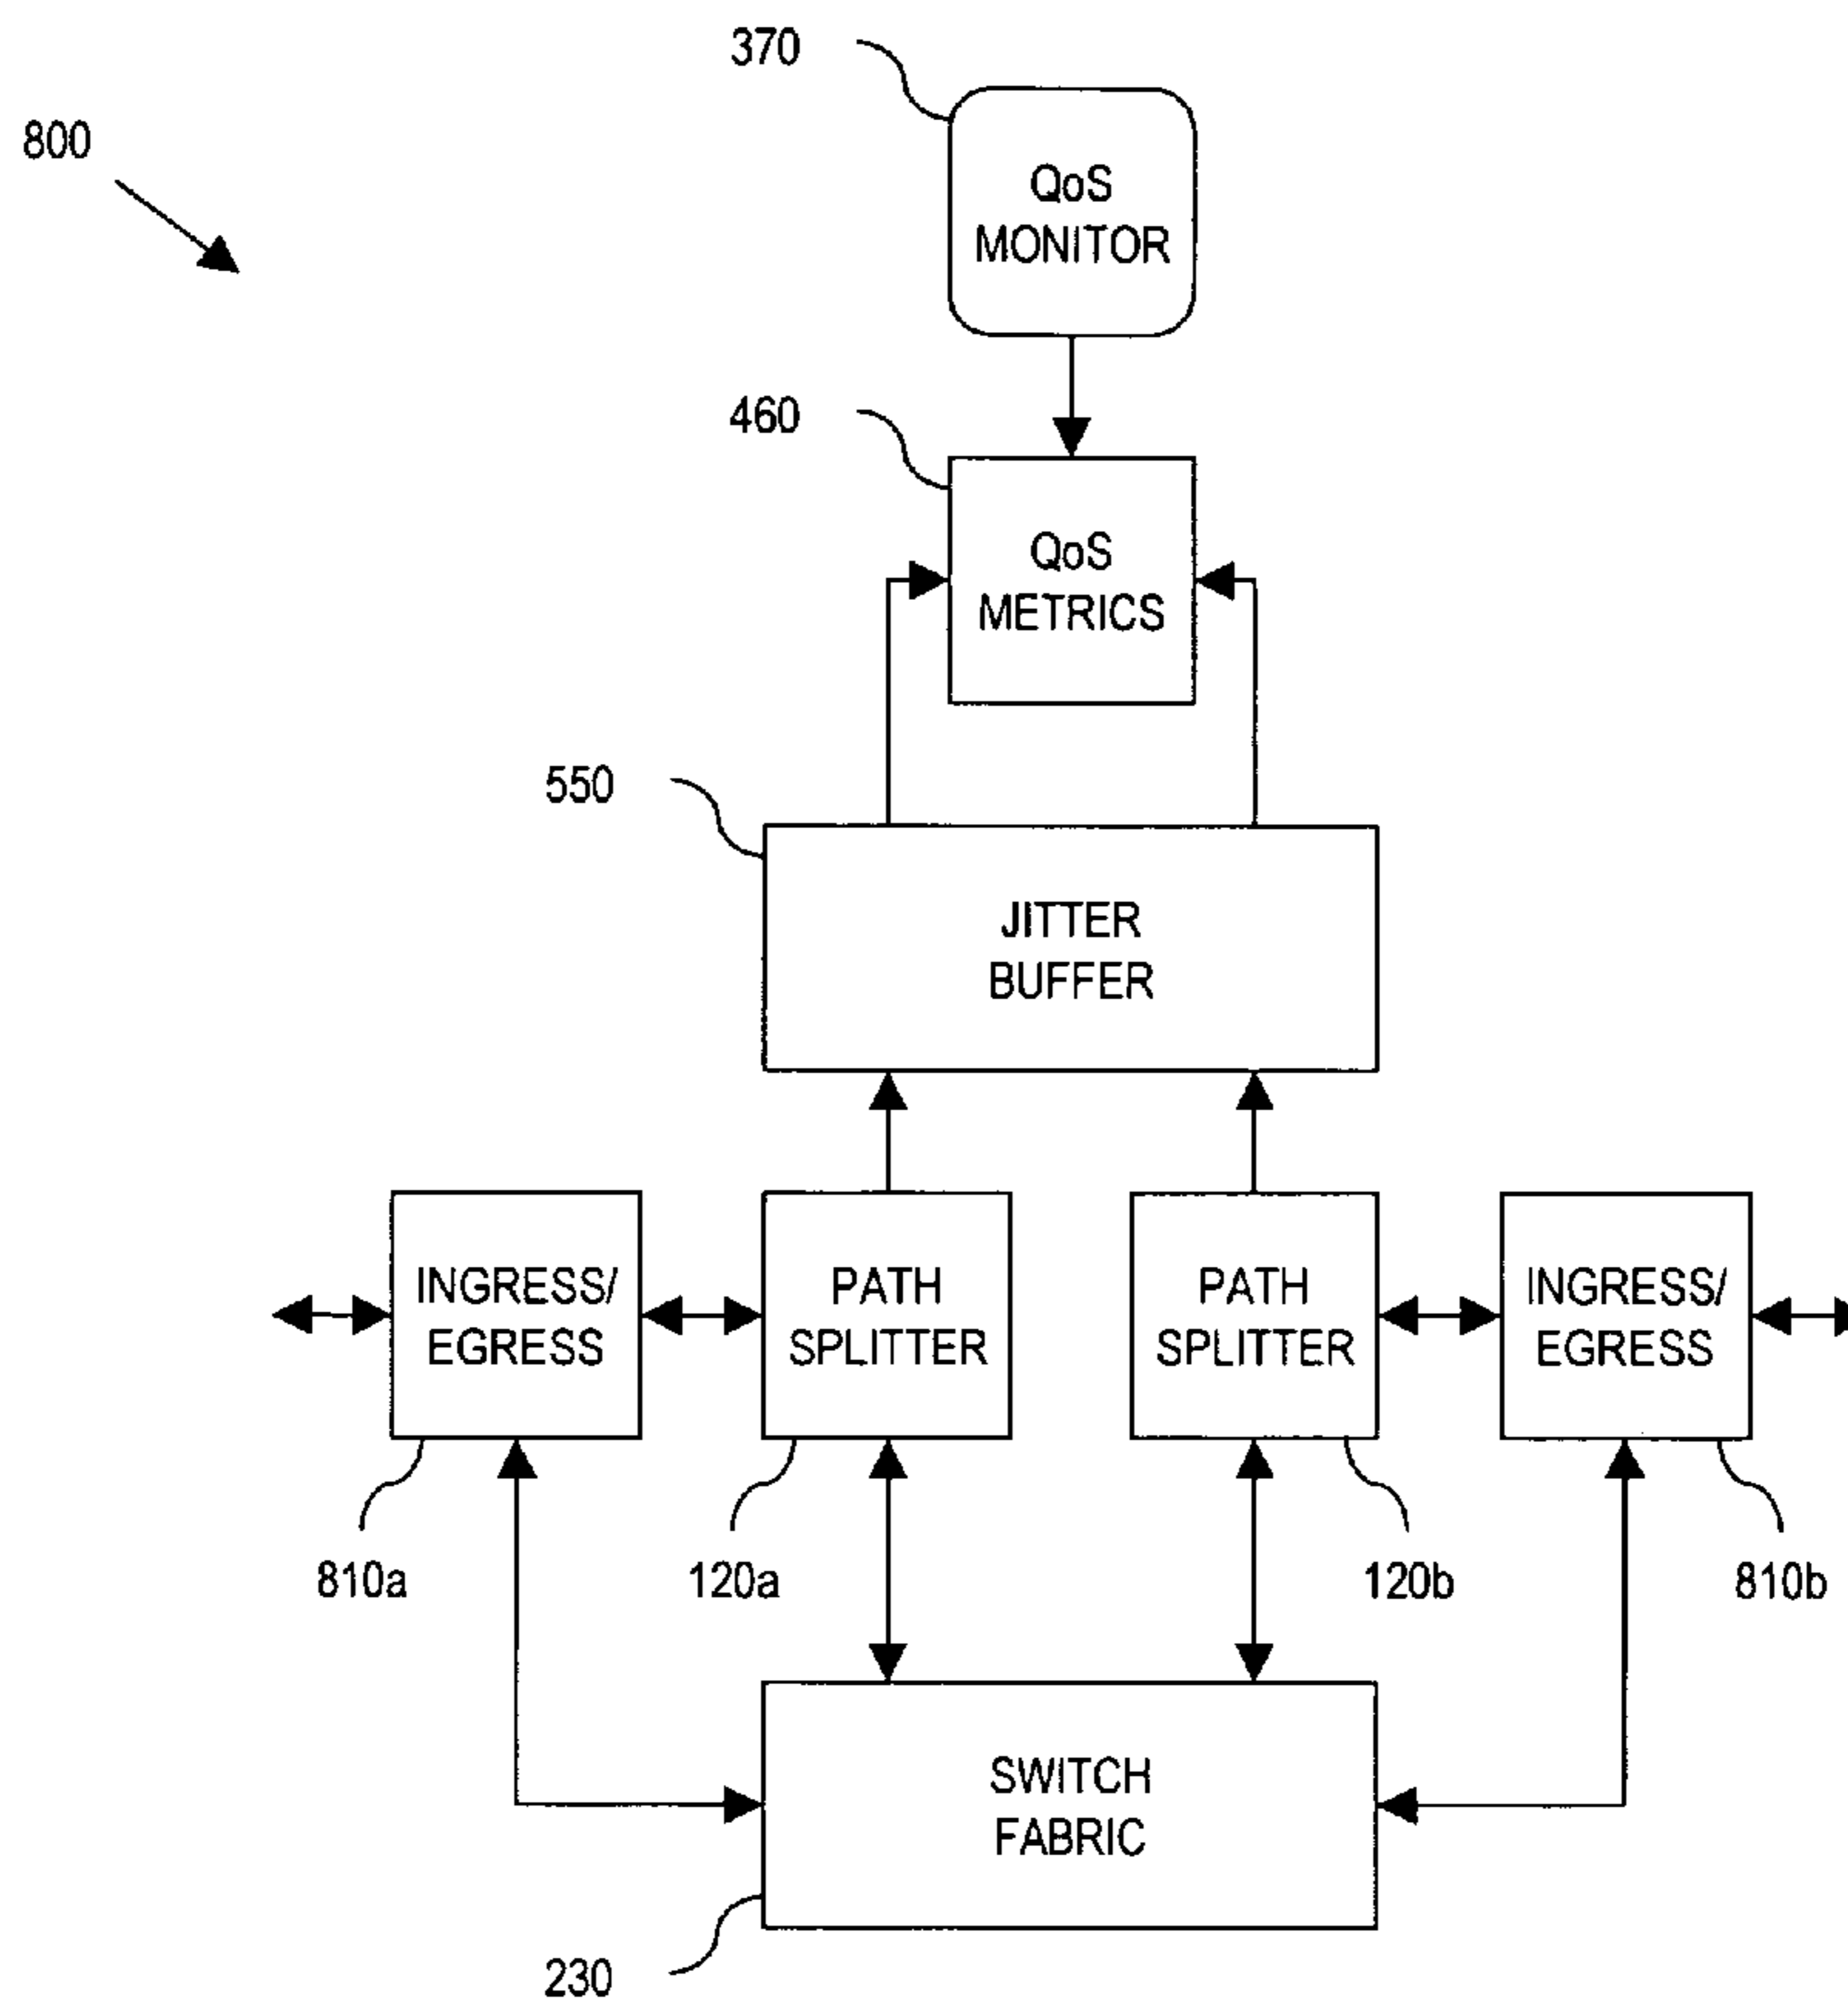 370
800
QoS
MONITOR
460
QoS
METRICS
550
JITTER
BUFFER
INGRESS/
EGRESS
PATH
SPLITTER
PATH
SPLITTER
INGRESS/
EGRESS
810a
120a
120b
810b
SWITCH
FABRIC
230